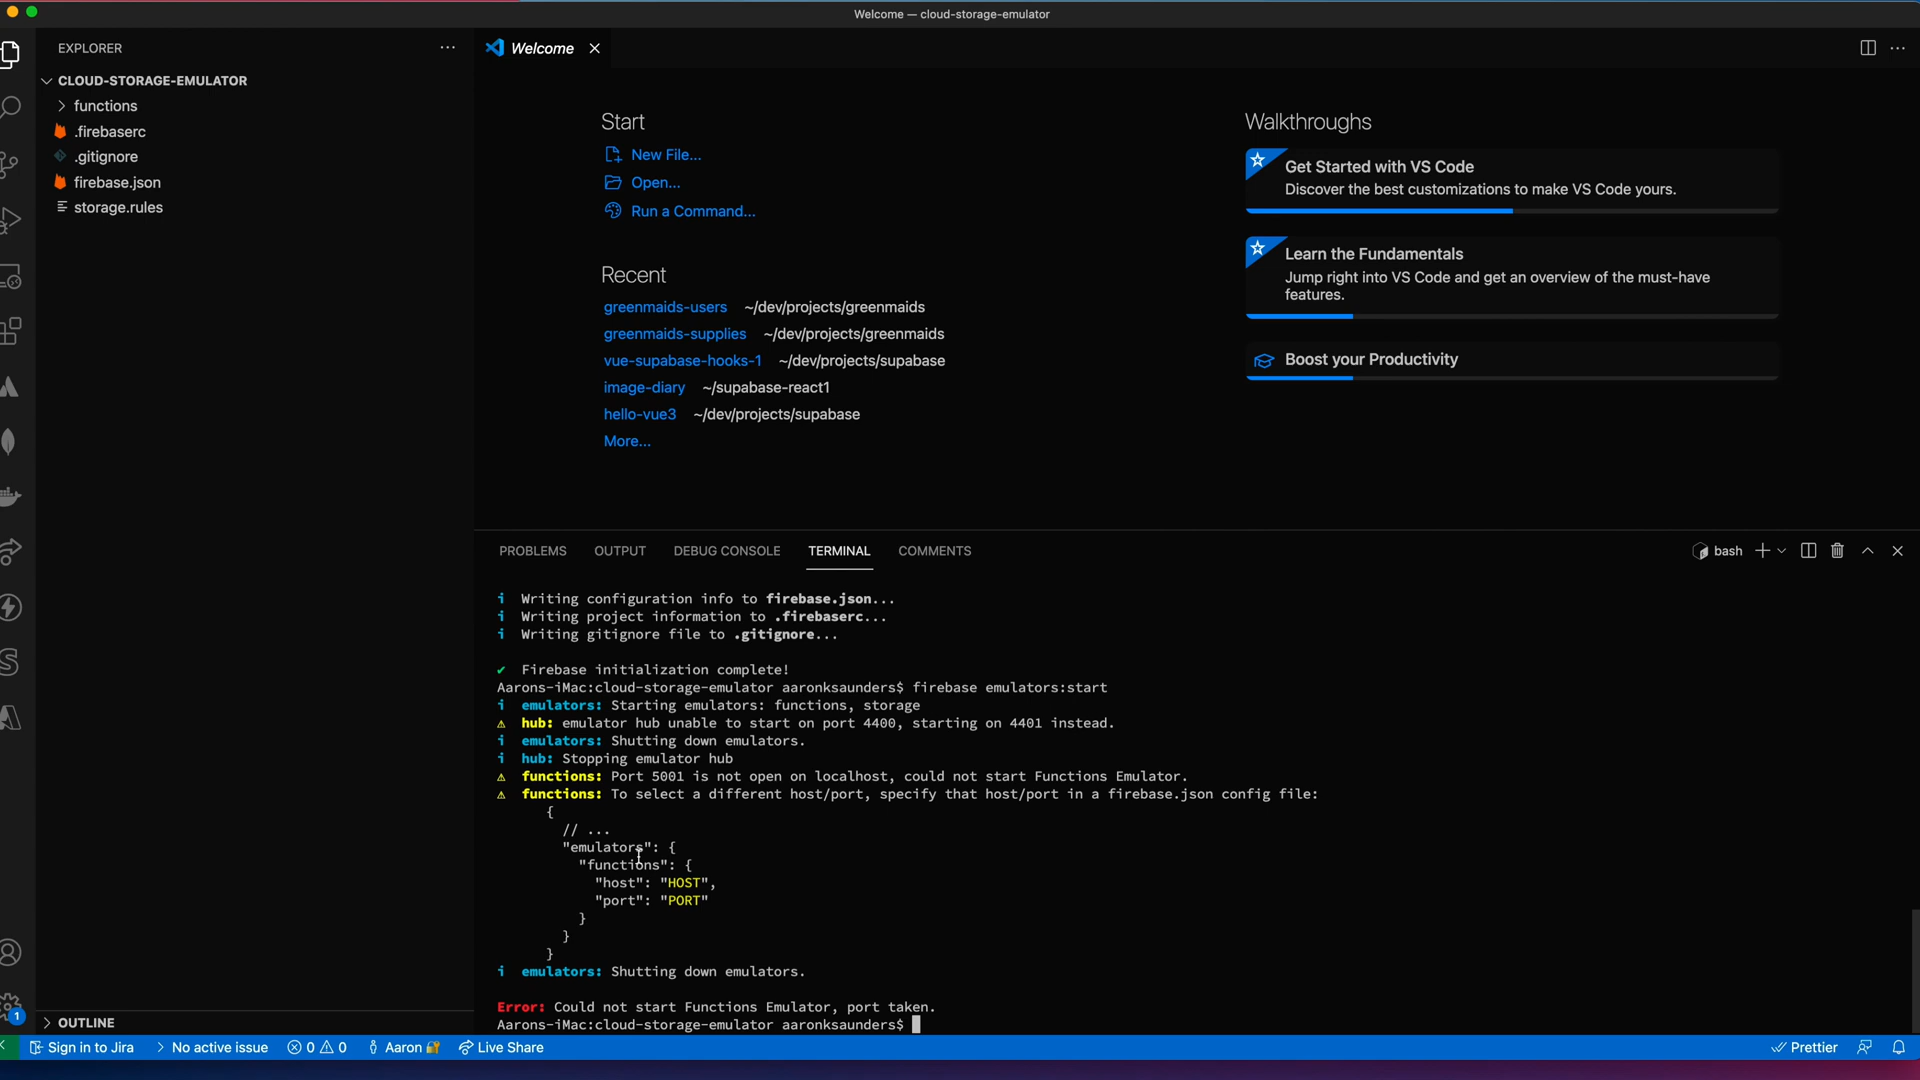 Welcome — cloud-storage-emulator
EXPLORER
CLOUD-STORAGE-EMULATOR
functions
.firebaserc
.gitignore
firebase.json
storage.rules
OUTLINE
Welcome
Start
New File...
Open...
Run a Command...
Recent
greenmaids-users ~/dev/projects/greenmaids
greenmaids-supplies ~/dev/projects/greenmaids
vue-supabase-hooks-1 ~/dev/projects/supabase
image-diary ~/supabase-react1
hello-vue3 ~/dev/projects/supabase
More...
Walkthroughs
Get Started with VS Code
Discover the best customizations to make VS Code yours.
Learn the Fundamentals
Jump right into VS Code and get an overview of the must-have
features.
Boost your Productivity
PROBLEMS OUTPUT DEBUG CONSOLE TERMINAL COMMENTS
bash
i Writing configuration info to firebase.json...
i Writing project information to .firebaserc...
i Writing gitignore file to .gitignore...
✔ Firebase initialization complete!
Aarons-iMac:cloud-storage-emulator aaronksaunders$ firebase emulators:start
i emulators: Starting emulators: functions, storage
⚠ hub: emulator hub unable to start on port 4400, starting on 4401 instead.
i emulators: Shutting down emulators.
i hub: Stopping emulator hub
⚠ functions: Port 5001 is not open on localhost, could not start Functions Emulator.
⚠ functions: To select a different host/port, specify that host/port in a firebase.json config file:
{
// ...
"emulators": {
"functions": {
"host": "HOST",
"port": "PORT"
}
}
}
i emulators: Shutting down emulators.
Error: Could not start Functions Emulator, port taken.
Aarons-iMac:cloud-storage-emulator aaronksaunders$
1
Sign in to Jira > No active issue 0 0 Aaron Live Share Prettier